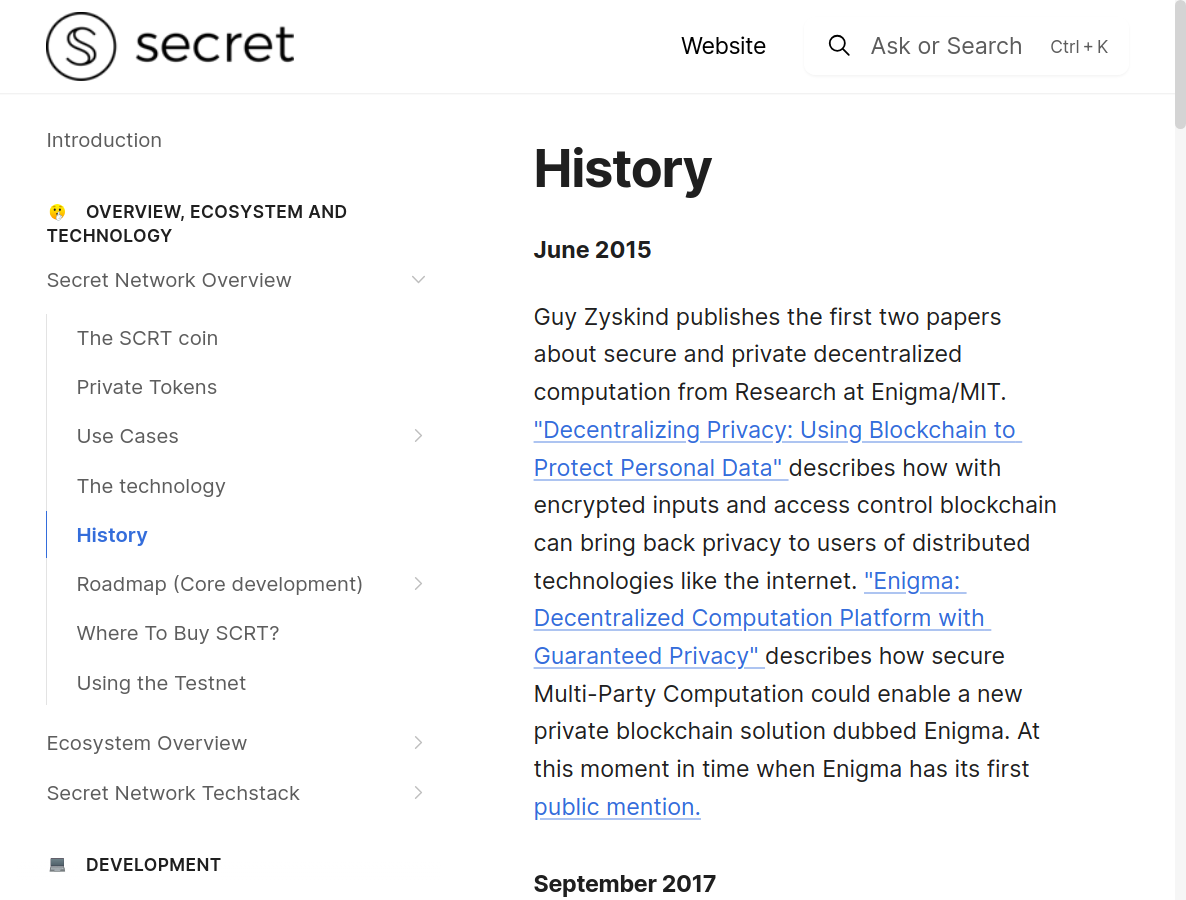 secret
Website
Ask or Search
Ctrl + K
Introduction
OVERVIEW, ECOSYSTEM AND
TECHNOLOGY
Secret Network Overview
The SCRT coin
Private Tokens
Use Cases
The technology
History
Roadmap (Core development)
Where To Buy SCRT?
Using the Testnet
Ecosystem Overview
Secret Network Techstack
DEVELOPMENT
History
June 2015
Guy Zyskind publishes the first two papers
about secure and private decentralized
computation from Research at Enigma/MIT.
"Decentralizing Privacy: Using Blockchain to
Protect Personal Data" describes how with
encrypted inputs and access control blockchain
can bring back privacy to users of distributed
technologies like the internet. "Enigma:
Decentralized Computation Platform with
Guaranteed Privacy" describes how secure
Multi-Party Computation could enable a new
private blockchain solution dubbed Enigma. At
this moment in time when Enigma has its first
public mention.
September 2017